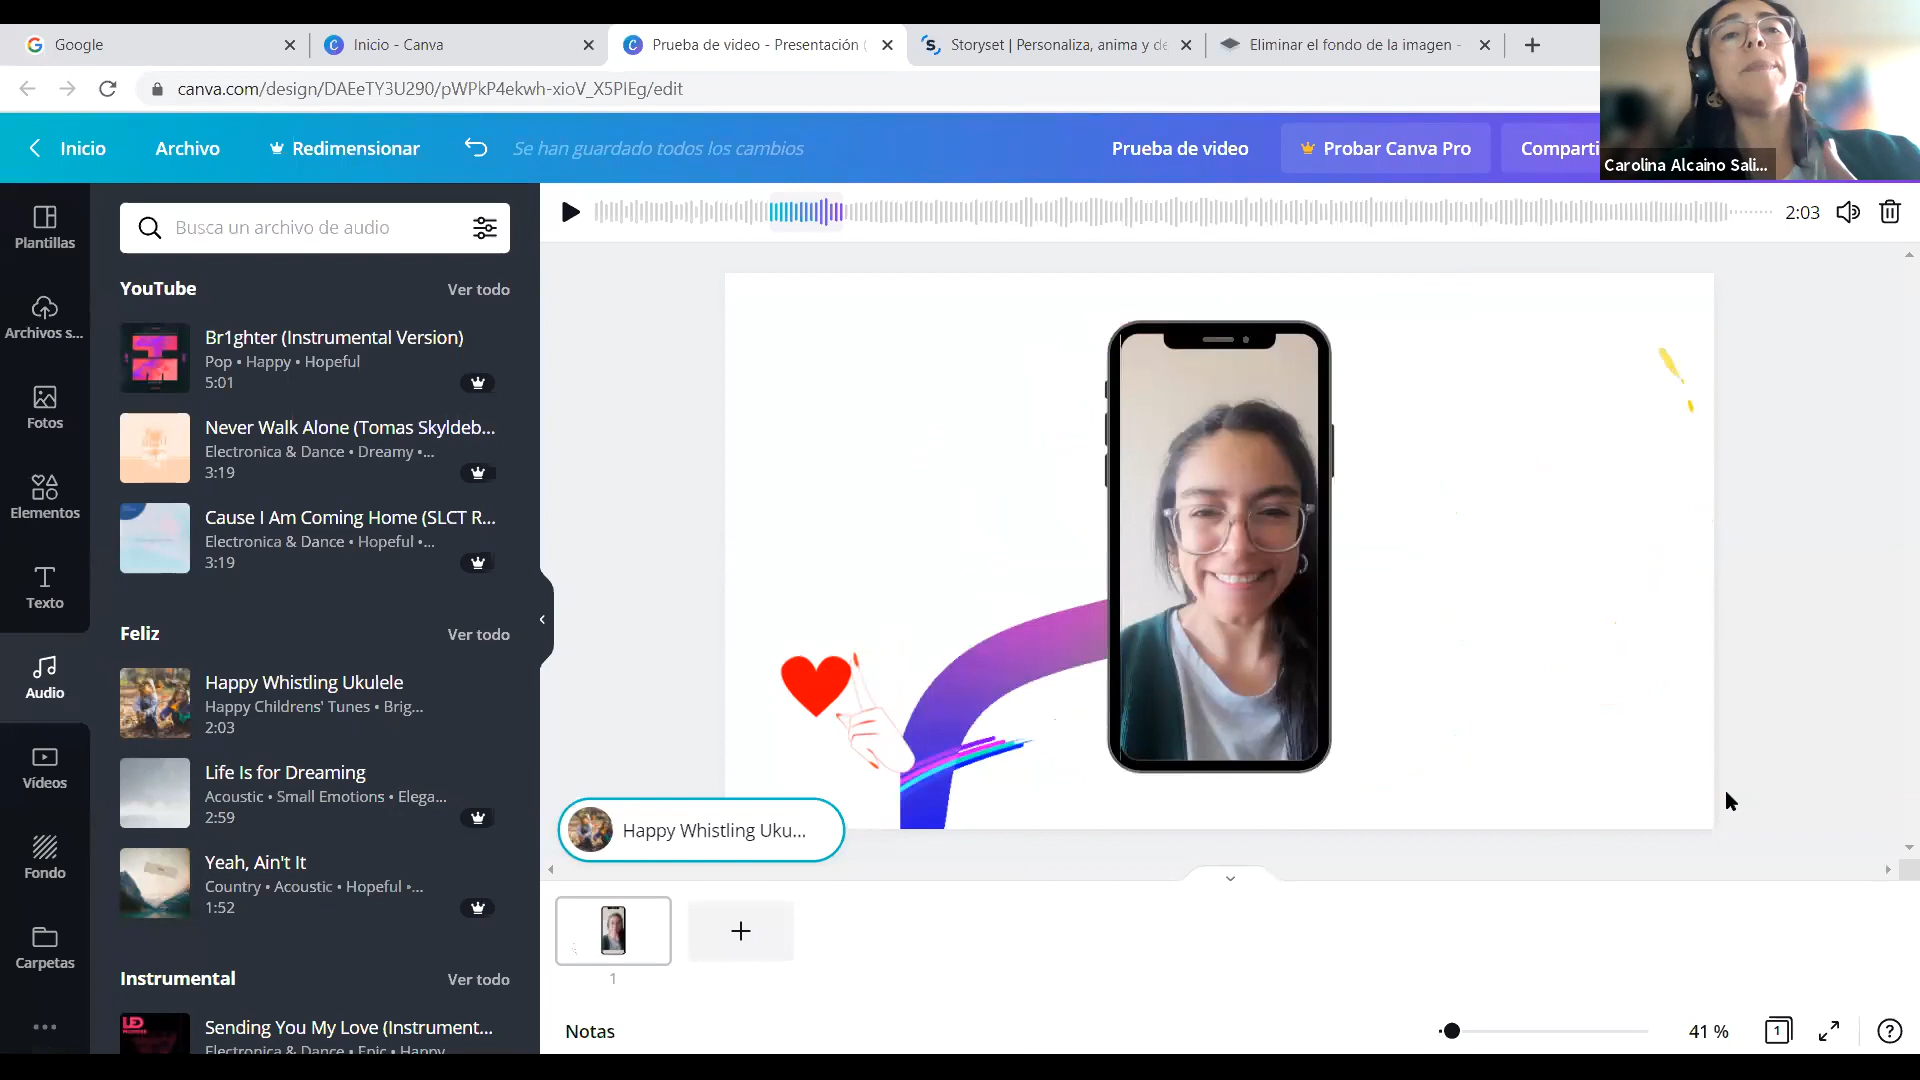 Google
Inicio - Canva
Prueba de video - Presentación (
Storyset | Personaliza, anima y de
Eliminar el fondo de la imagen -
canva.com/design/DAEeTY3U290/pWPkP4ekwh-xioV_X5PIEg/edit
Inicio
Archivo
Redimensionar
Se han guardado todos los cambios
Prueba de video
Probar Canva Pro
Comparti
Carolina Alcaino Sali...
Plantillas
Archivos s...
Fotos
Elementos
Texto
Audio
Vídeos
Fondo
Carpetas
Busca un archivo de audio
YouTube
Ver todo
Br1ghter (Instrumental Version)
Pop • Happy • Hopeful
5:01
Never Walk Alone (Tomas Skyldeb...
Electronica & Dance • Dreamy •...
3:19
Cause I Am Coming Home (SLCT R...
Electronica & Dance • Hopeful •...
3:19
Feliz
Ver todo
Happy Whistling Ukulele
Happy Childrens' Tunes • Brig...
2:03
Life Is for Dreaming
Acoustic • Small Emotions • Elega...
2:59
Yeah, Ain't It
Country • Acoustic • Hopeful •...
1:52
Instrumental
Ver todo
Sending You My Love (Instrument...
Electronica & Dance • Epic • Happy
2:03
Happy Whistling Uku...
1
Notas
41 %
1